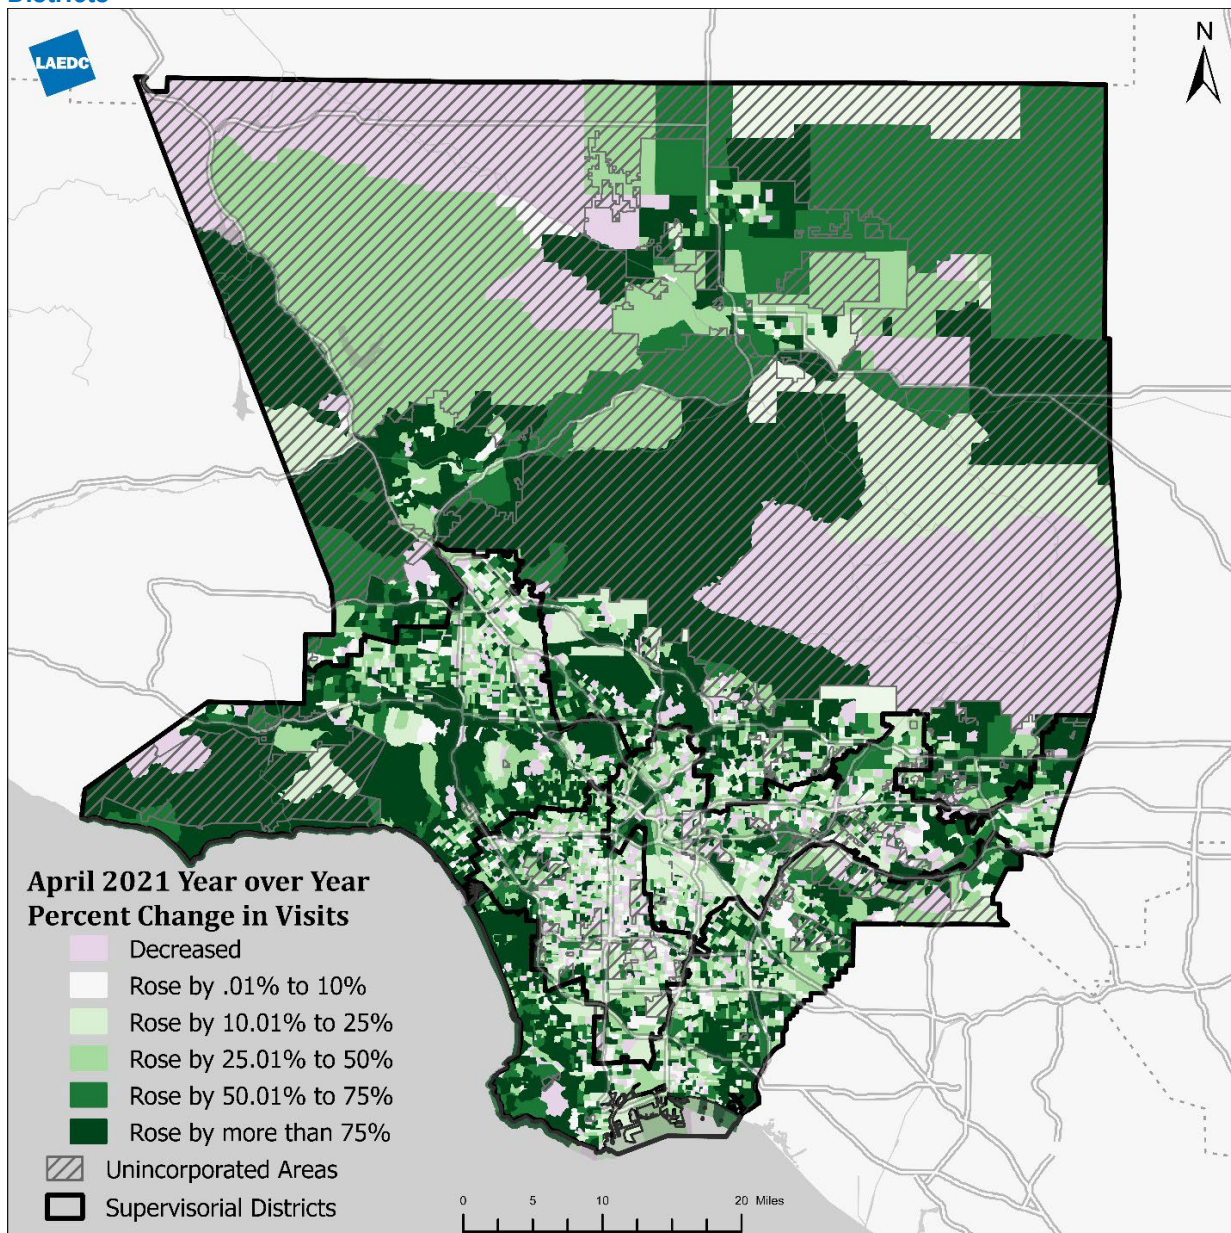 Districts
LAEDC
N
April 2021 Year over Year
Percent Change in Visits
Decreased
Rose by .01% to 10%
Rose by 10.01% to 25%
Rose by 25.01% to 50%
Rose by 50.01% to 75%
Rose by more than 75%
Unincorporated Areas
Supervisorial Districts
0 5 10 20 Miles